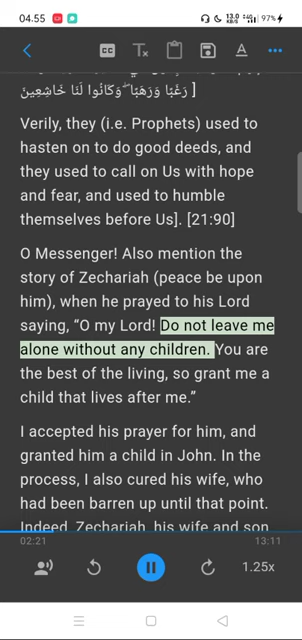 04.55
13.0 KB/S
97%
CC
رَغَبًا وَرَهَبًا ۖ وَكَانُوا لَنَا خَاشِعِينَ ]
Verily, they (i.e. Prophets) used to
hasten on to do good deeds, and
they used to call on Us with hope
and fear, and used to humble
themselves before Us]. [21:90]
O Messenger! Also mention the
story of Zechariah (peace be upon
him), when he prayed to his Lord
saying, “O my Lord! Do not leave me
alone without any children. You are
the best of the living, so grant me a
child that lives after me.”
I accepted his prayer for him, and
granted him a child in John. In the
process, I also cured his wife, who
had been barren up until that point.
Indeed, Zechariah, his wife and son
02:21
13:11
1.25x